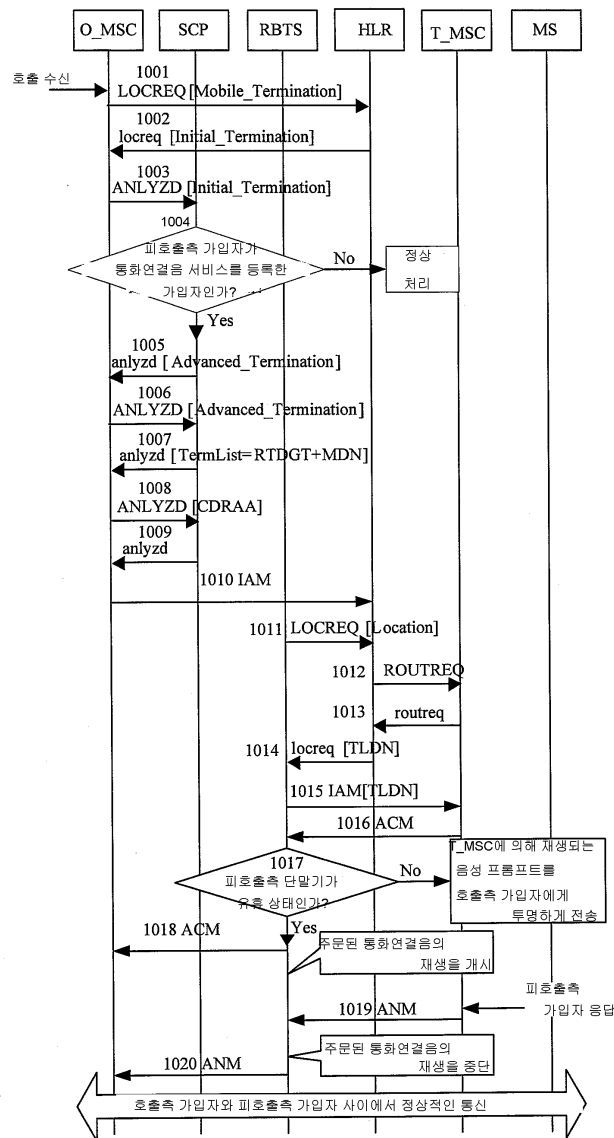 O_MSC SCP RBTS HLR T_MSC MS
호출 수신
1001
LOCREQ [Mobile_Termination]
1002
locreq [Initial_Termination]
1003
ANLYZD [Initial_Termination]
1004
피호출측 가입자가
통화연결음 서비스를 등록한
가입자인가?
No
정상
처리
Yes
1005
anlyzd [Advanced_Termination]
1006
ANLYZD [Advanced_Termination]
1007
anlyzd [TermList=RTDGT+MDN]
1008
ANLYZD [CDRAA]
1009
anlyzd
1010 IAM
1011 LOCREQ [Location]
1012 ROUTREQ
1013 routreq
1014 locreq [TLDN]
1015 IAM[TLDN]
1016 ACM
1017
피호출측 단말기가
유휴 상태인가?
No
T_MSC에 의해 재생되는
음성 프롬프트를
호출측 가입자에게
투명하게 전송
Yes
1018 ACM
주문된 통화연결음의
재생을 개시
피호출측
가입자 응답
1019 ANM
주문된 통화연결음의
재생을 중단
1020 ANM
호출측 가입자와 피호출측 가입자 사이에서 정상적인 통신